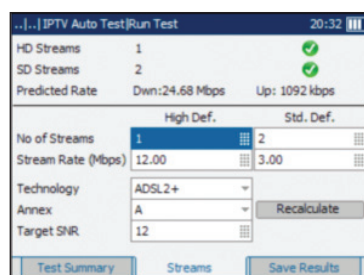 ..|..|IPTV Auto Test|Run Test 20:32
HD Streams 1
SD Streams 2
Predicted Rate Dwn:24.68 Mbps Up: 1092 kbps
High Def. Std. Def.
No of Streams 1 2
Stream Rate (Mbps) 12.00 3.00
Technology ADSL2+
Annex A Recalculate
Target SNR 12
Test Summary Streams Save Results